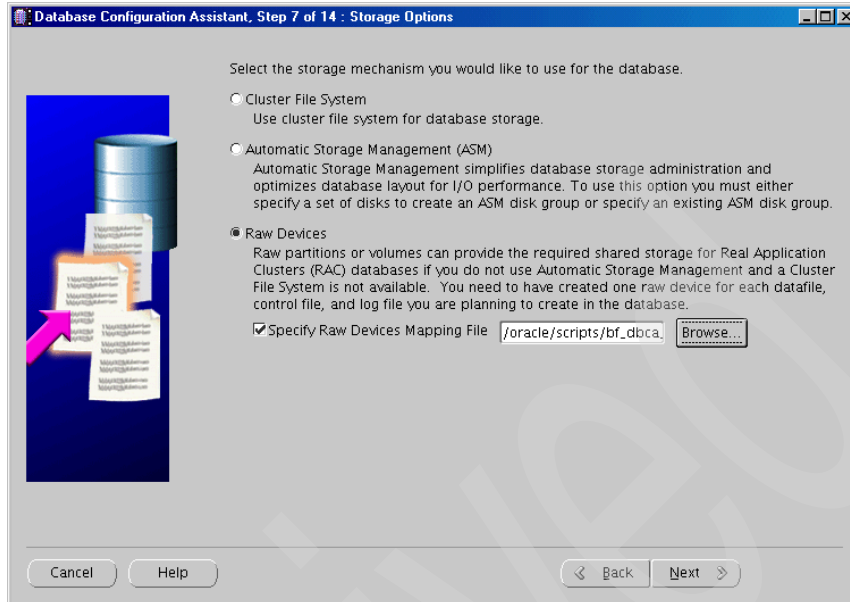 Database Configuration Assistant, Step 7 of 14 : Storage Options
Select the storage mechanism you would like to use for the database.
Cluster File System
Use cluster file system for database storage.
Automatic Storage Management (ASM)
Automatic Storage Management simplifies database storage administration and
optimizes database layout for I/O performance. To use this option you must either
specify a set of disks to create an ASM disk group or specify an existing ASM disk group.
Raw Devices
Raw partitions or volumes can provide the required shared storage for Real Application
Clusters (RAC) databases if you do not use Automatic Storage Management and a Cluster
File System is not available. You need to have created one raw device for each datafile,
control file, and log file you are planning to create in the database.
Specify Raw Devices Mapping File /oracle/scripts/bf_dbca_ Browse...
Cancel Help Back Next